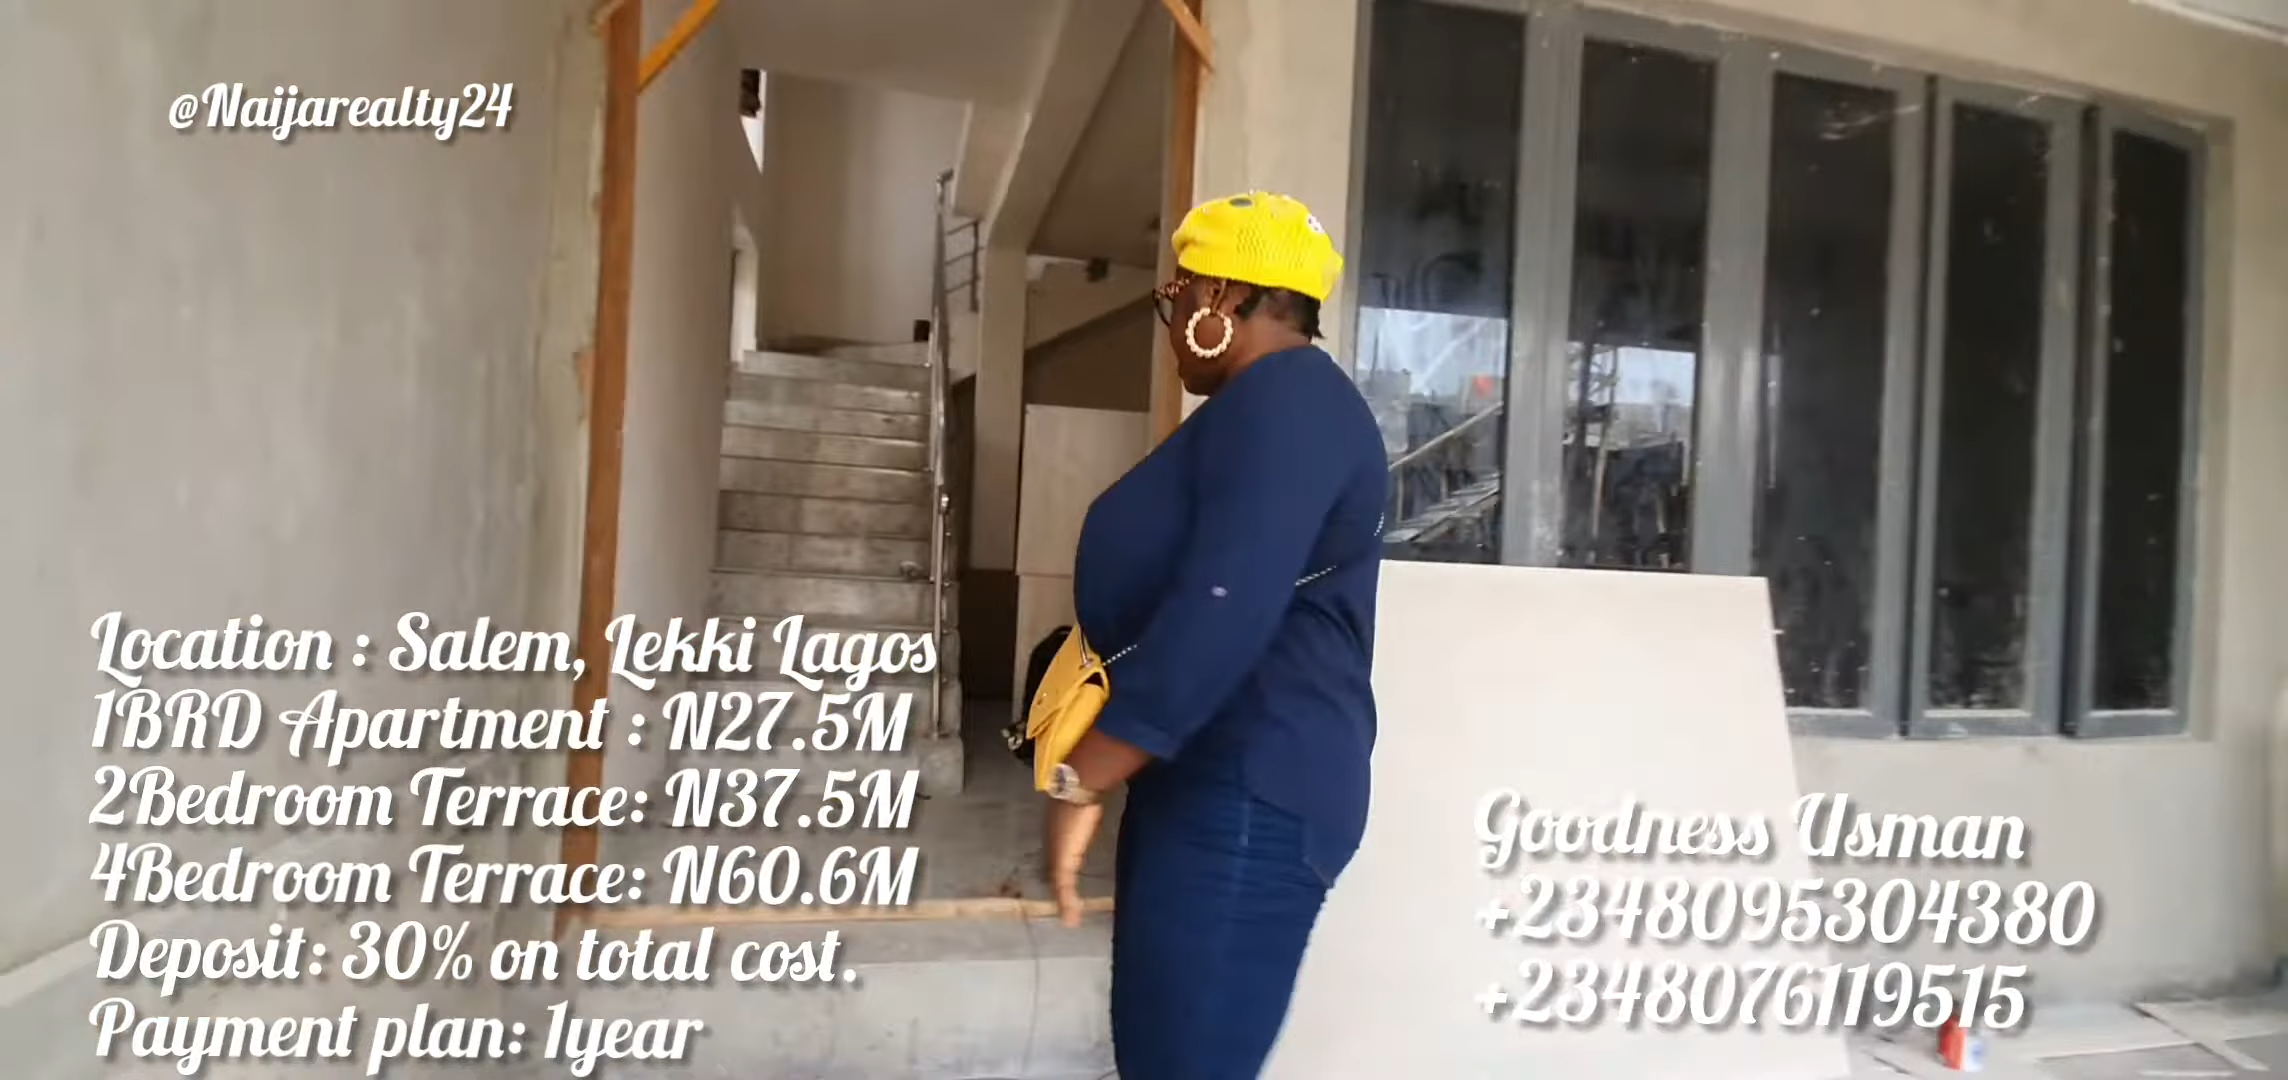 @Naijarealty24
Location : Salem, Lekki Lagos
1BRD Apartment : N27.5M
2Bedroom Terrace: N37.5M
4Bedroom Terrace: N60.6M
Deposit: 30% on total cost.
Payment plan: 1year
Goodness Usman
+2348095304380
+2348076119515